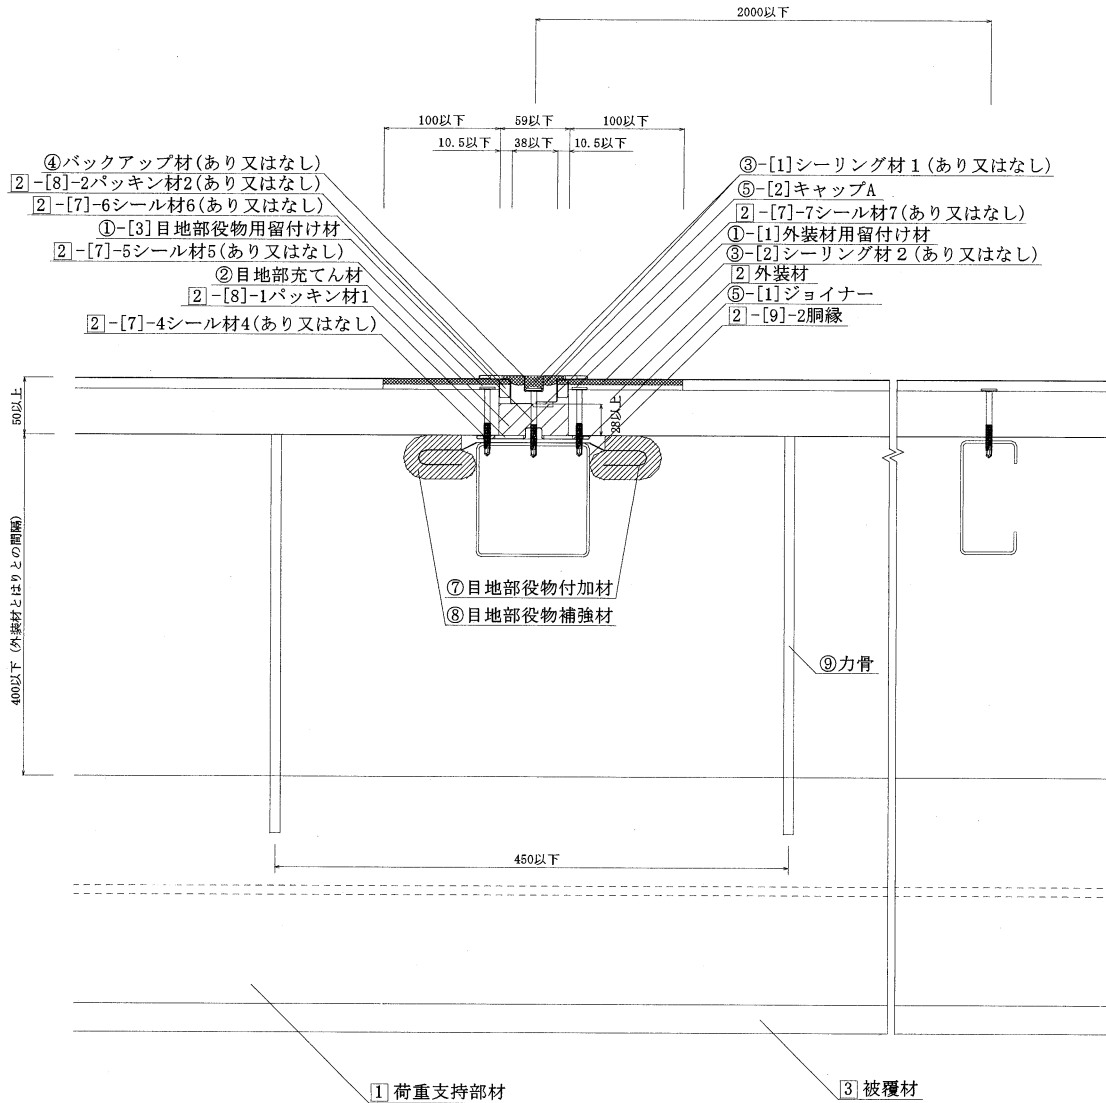 2000以下
100以下
59以下
100以下
10.5以下
38以下
10.5以下
④バックアップ材(あり又はなし)
2-[8]-2パッキン材2(あり又はなし)
2-[7]-6シール材6(あり又はなし)
①-[3]目地部役物用留付け材
2-[7]-5シール材5(あり又はなし)
②目地部充てん材
2-[8]-1パッキン材1
2-[7]-4シール材4(あり又はなし)
③-[1]シーリング材1(あり又はなし)
⑤-[2]キャップA
2-[7]-7シール材7(あり又はなし)
①-[1]外装材用留付け材
③-[2]シーリング材2(あり又はなし)
2外装材
⑤-[1]ジョイナー
2-[9]-2胴縁
50以上
28以上
400以下(外装材とはりとの間隔)
⑦目地部役物付加材
⑧目地部役物補強材
⑨力骨
450以下
1荷重支持部材
3被覆材